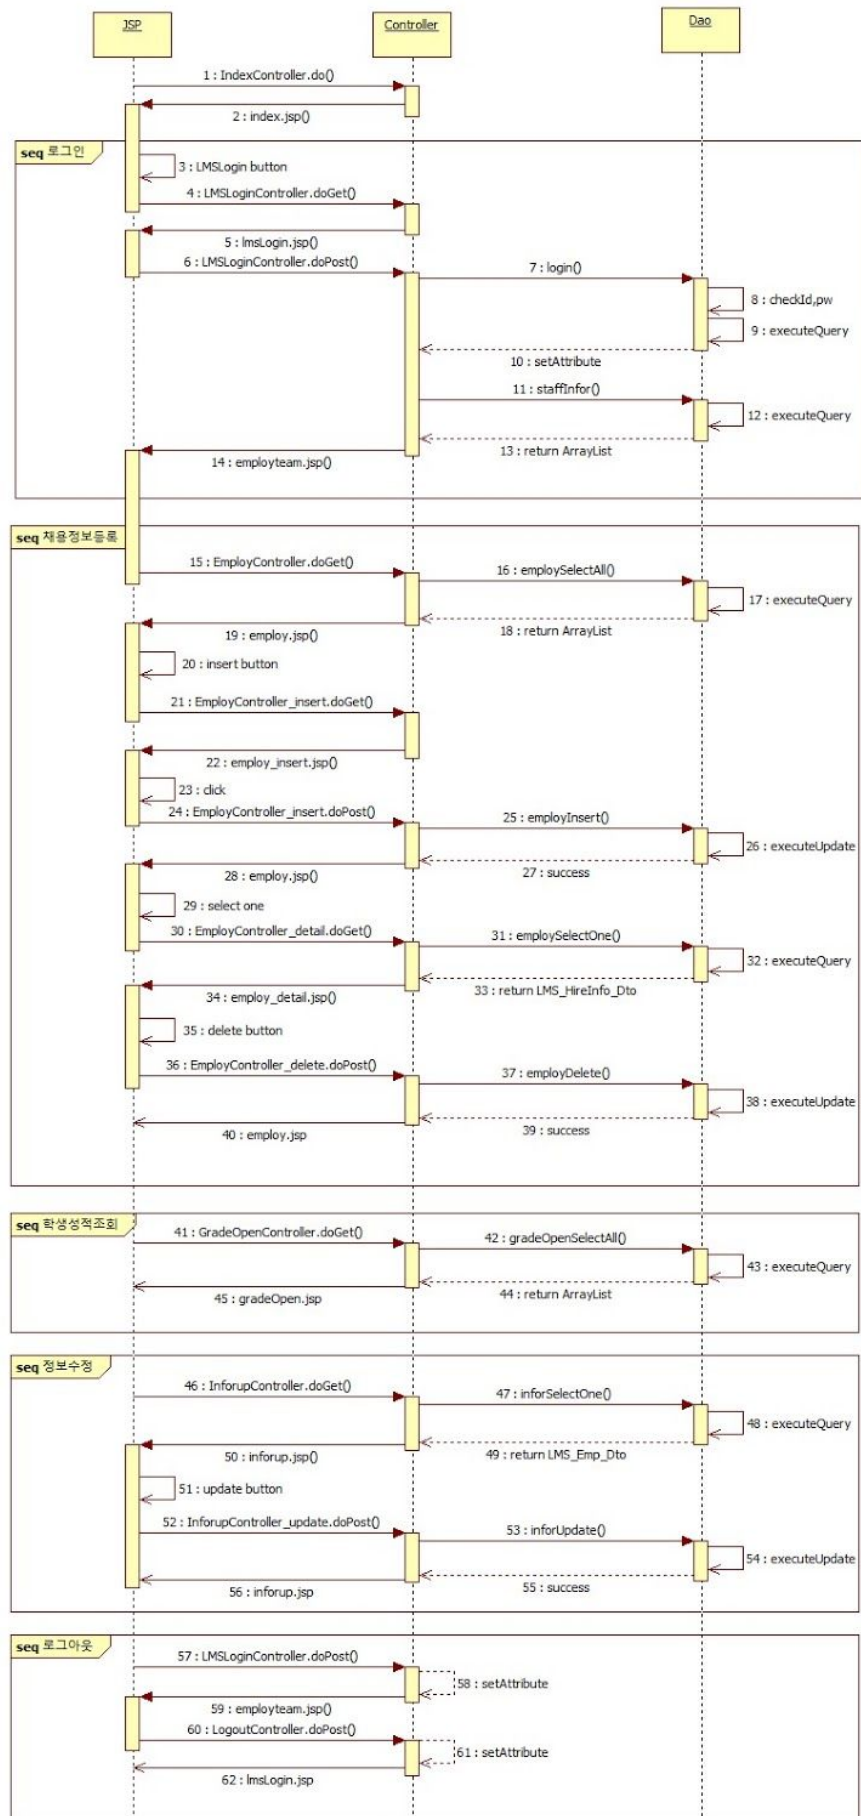 JSP
Controller
Dao
1 : IndexController.do()
2 : index.jsp()
seq 로그인
3 : LMSLogin button
4 : LMSLoginController.doGet()
5 : lmsLogin.jsp()
6 : LMSLoginController.doPost()
7 : login()
8 : checkId,pw
9 : executeQuery
10 : setAttribute
11 : staffInfor()
12 : executeQuery
13 : return ArrayList
14 : employteam.jsp()
seq 채용정보등록
15 : EmployController.doGet()
16 : employSelectAll()
17 : executeQuery
18 : return ArrayList
19 : employ.jsp()
20 : insert button
21 : EmployController_insert.doGet()
22 : employ_insert.jsp()
23 : click
24 : EmployController_insert.doPost()
25 : employInsert()
26 : executeUpdate
27 : success
28 : employ.jsp()
29 : select one
30 : EmployController_detail.doGet()
31 : employSelectOne()
32 : executeQuery
33 : return LMS_HireInfo_Dto
34 : employ_detail.jsp()
35 : delete button
36 : EmployController_delete.doPost()
37 : employDelete()
38 : executeUpdate
39 : success
40 : employ.jsp
seq 학생성적조회
41 : GradeOpenController.doGet()
42 : gradeOpenSelectAll()
43 : executeQuery
44 : return ArrayList
45 : gradeOpen.jsp
seq 정보수정
46 : InforupController.doGet()
47 : inforSelectOne()
48 : executeQuery
49 : return LMS_Emp_Dto
50 : inforup.jsp()
51 : update button
52 : InforupController_update.doPost()
53 : inforUpdate()
54 : executeUpdate
55 : success
56 : inforup.jsp
seq 로그아웃
57 : LMSLoginController.doPost()
58 : setAttribute
59 : employteam.jsp()
60 : LogoutController.doPost()
61 : setAttribute
62 : lmsLogin.jsp